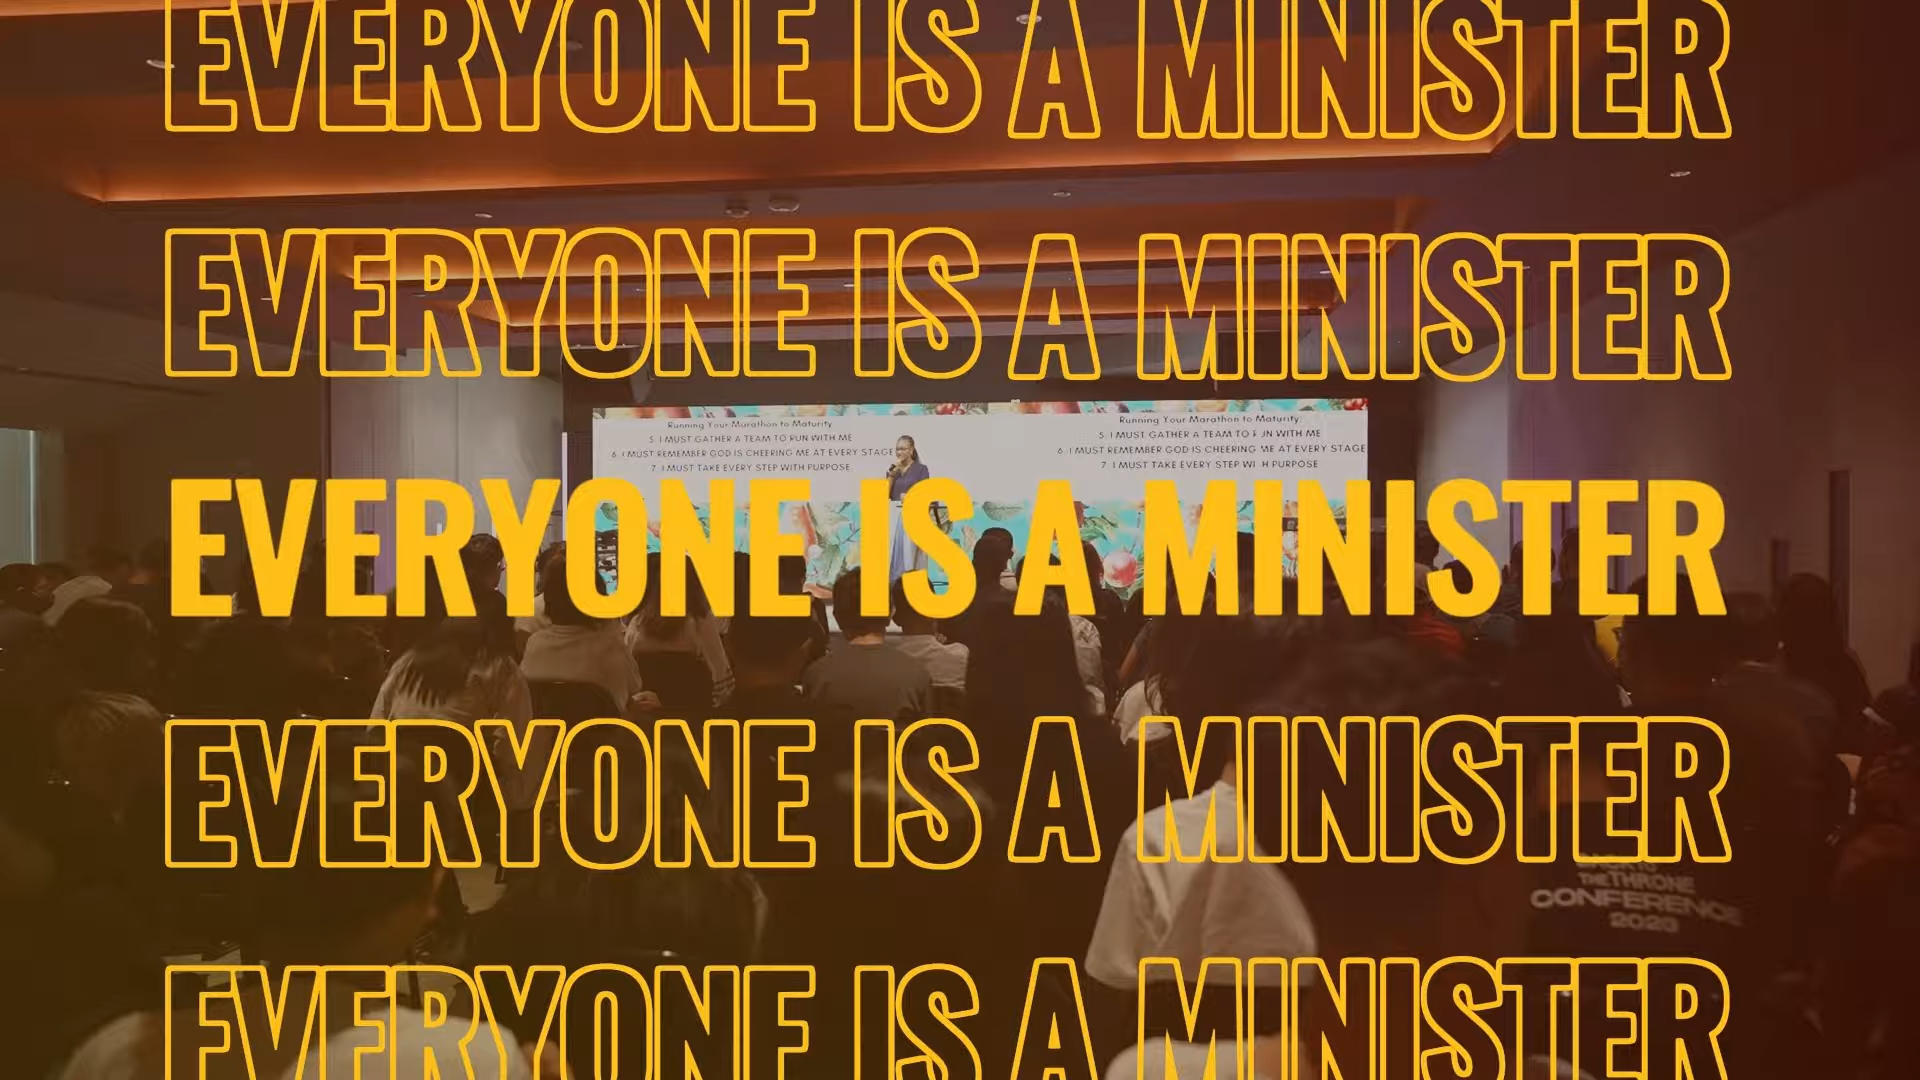 EVERYONE IS A MINISTER
EVERYONE IS A MINISTER
Running Your Marathon to Maturity
5. I MUST GATHER A TEAM TO RUN WITH ME
6. I MUST REMEMBER GOD IS CHEERING ME AT EVERY STAGE
7. I MUST TAKE EVERY STEP WITH PURPOSE
Running Your Marathon to Maturity
5. I MUST GATHER A TEAM TO RUN WITH ME
6. I MUST REMEMBER GOD IS CHEERING ME AT EVERY STAGE
7. I MUST TAKE EVERY STEP WITH PURPOSE
EVERYONE IS A MINISTER
EVERYONE IS A MINISTER
BACK TO
THE THRONE
CONFERENCE
2023
EVERYONE IS A MINISTER